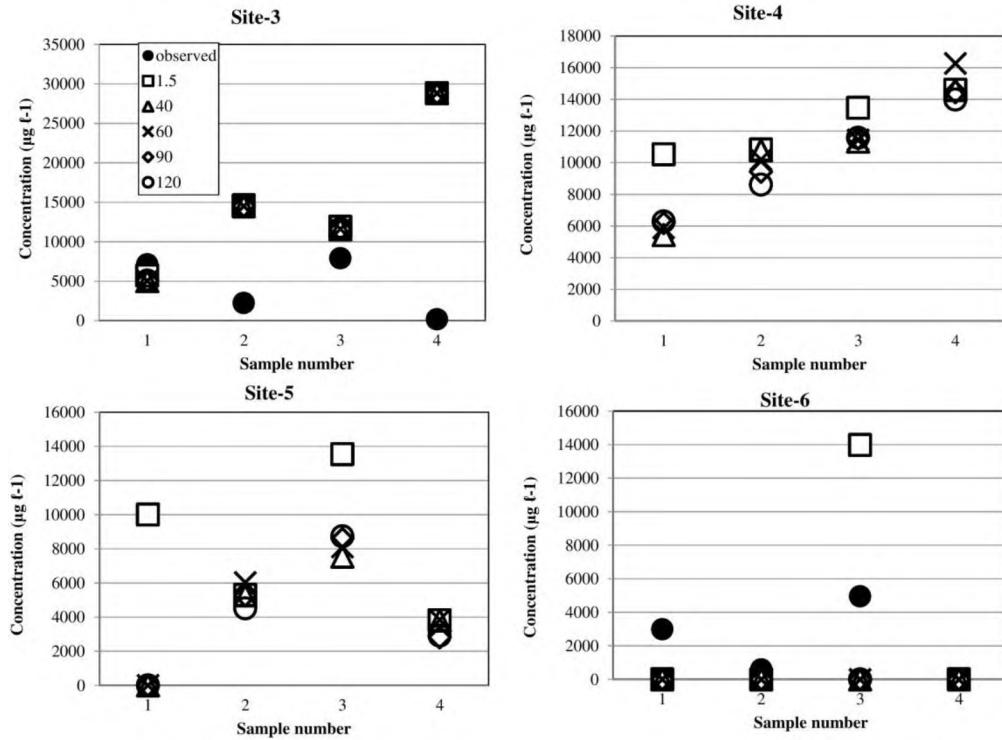 Site-3
Concentration (µg ℓ-1)
35000
30000
25000
20000
15000
10000
5000
0
observed
1.5
40
60
90
120
1 2 3 4
Sample number
Site-4
Concentration (µg ℓ-1)
18000
16000
14000
12000
10000
8000
6000
4000
2000
0
1 2 3 4
Sample number
Site-5
Concentration (µg ℓ-1)
16000
14000
12000
10000
8000
6000
4000
2000
0
1 2 3 4
Sample number
Site-6
Concentration (µg ℓ-1)
16000
14000
12000
10000
8000
6000
4000
2000
0
1 2 3 4
Sample number